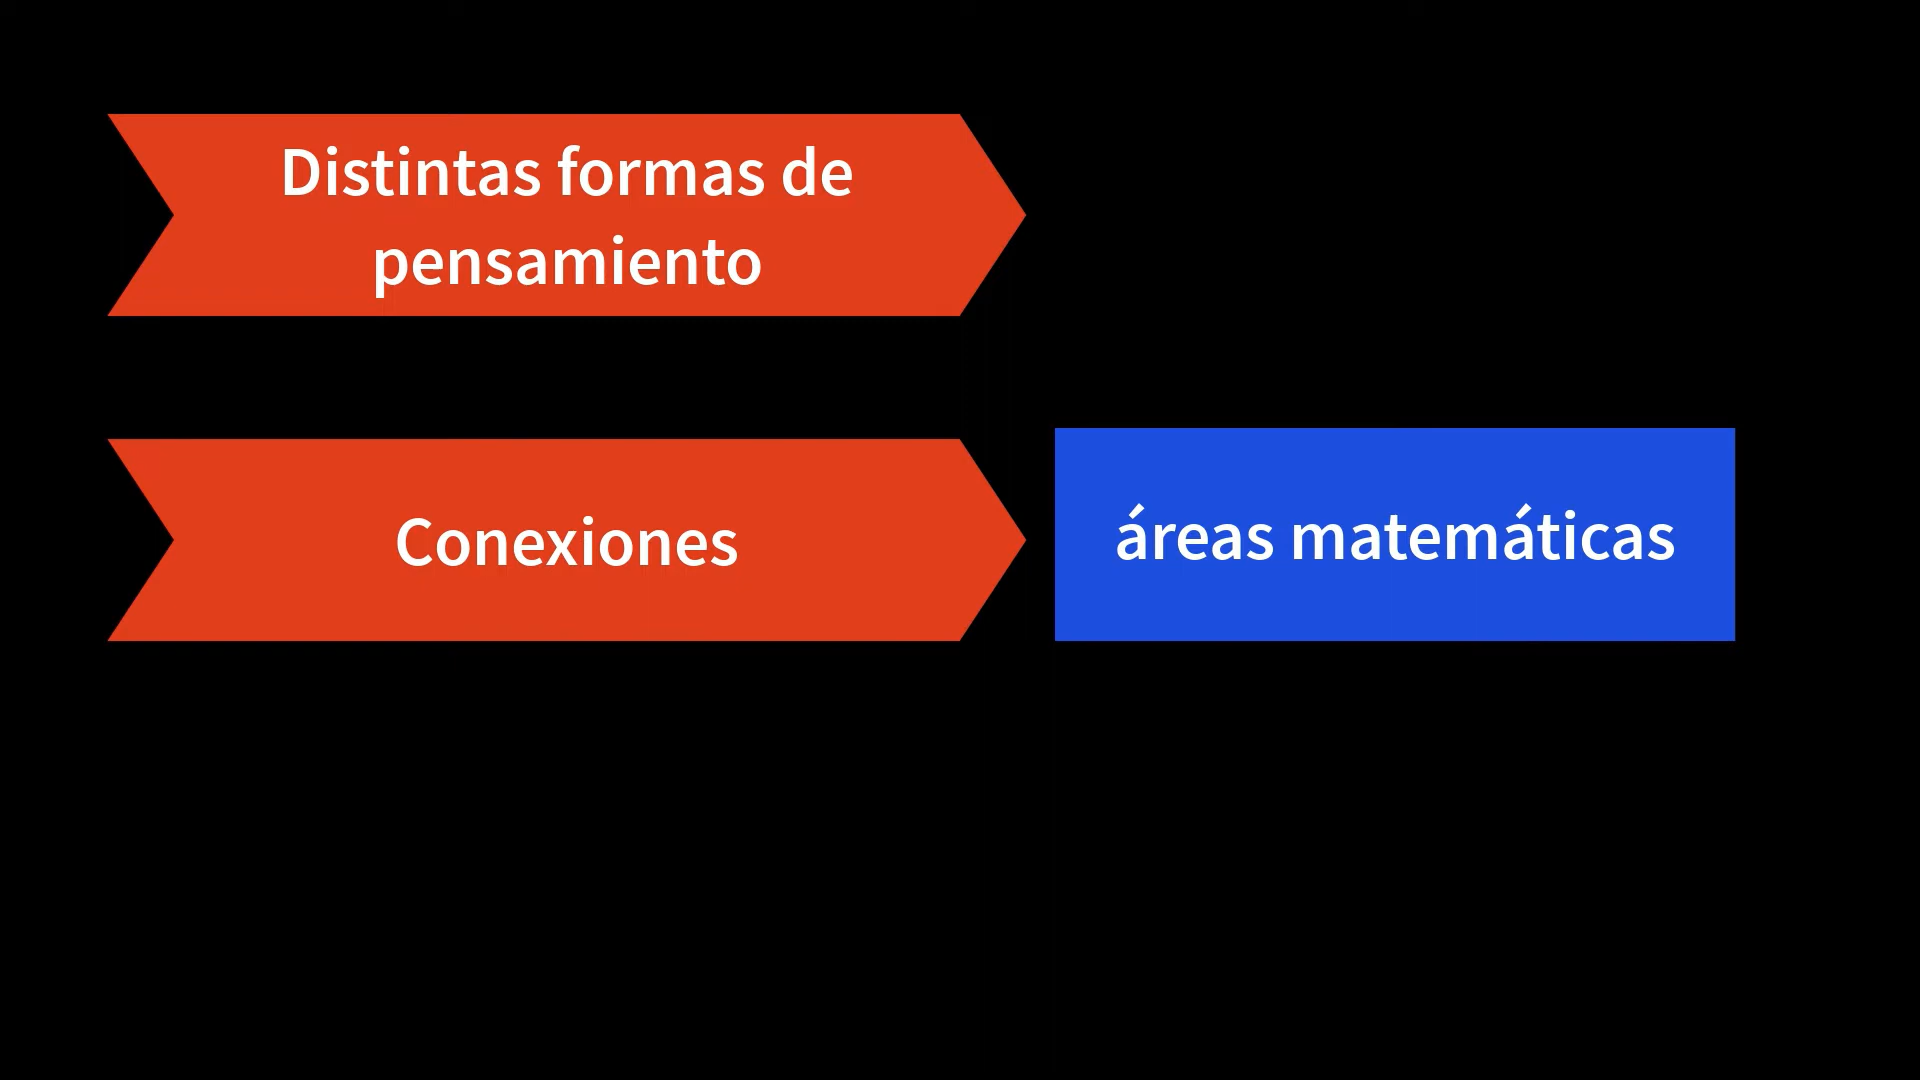 Distintas formas de
pensamiento
Conexiones
áreas matemáticas